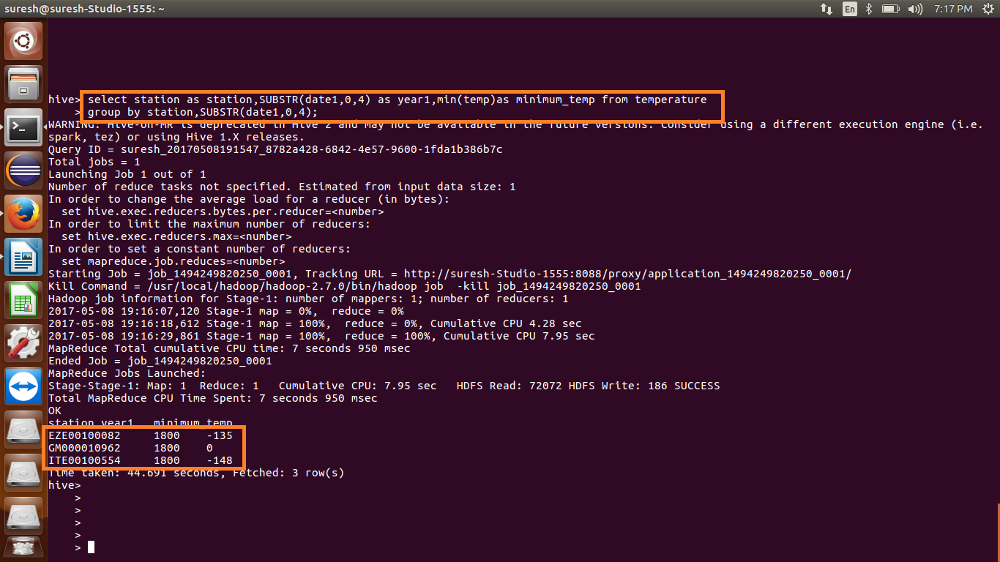 suresh@suresh-Studio-1555: ~
En
7:17 PM
hive> select station as station,SUBSTR(date1,0,4) as year1,min(temp)as minimum_temp from temperature
    > group by station,SUBSTR(date1,0,4);
WARNING: Hive-on-MR is deprecated in Hive 2 and may not be available in the future versions. Consider using a different execution engine (i.e.
spark, tez) or using Hive 1.X releases.
Query ID = suresh_20170508191547_8782a428-6842-4e57-9600-1fda1b386b7c
Total jobs = 1
Launching Job 1 out of 1
Number of reduce tasks not specified. Estimated from input data size: 1
In order to change the average load for a reducer (in bytes):
  set hive.exec.reducers.bytes.per.reducer=<number>
In order to limit the maximum number of reducers:
  set hive.exec.reducers.max=<number>
In order to set a constant number of reducers:
  set mapreduce.job.reduces=<number>
Starting Job = job_1494249820250_0001, Tracking URL = http://suresh-Studio-1555:8088/proxy/application_1494249820250_0001/
Kill Command = /usr/local/hadoop/hadoop-2.7.0/bin/hadoop job  -kill job_1494249820250_0001
Hadoop job information for Stage-1: number of mappers: 1; number of reducers: 1
2017-05-08 19:16:07,120 Stage-1 map = 0%,  reduce = 0%
2017-05-08 19:16:18,612 Stage-1 map = 100%,  reduce = 0%, Cumulative CPU 4.28 sec
2017-05-08 19:16:29,861 Stage-1 map = 100%,  reduce = 100%, Cumulative CPU 7.95 sec
MapReduce Total cumulative CPU time: 7 seconds 950 msec
Ended Job = job_1494249820250_0001
MapReduce Jobs Launched:
Stage-Stage-1: Map: 1  Reduce: 1   Cumulative CPU: 7.95 sec   HDFS Read: 72072 HDFS Write: 186 SUCCESS
Total MapReduce CPU Time Spent: 7 seconds 950 msec
OK
station year1   minimum_temp
EZE00100082     1800    -135
GM000010962     1800    0
ITE00100554     1800    -148
Time taken: 44.691 seconds, Fetched: 3 row(s)
hive>
    >
    >
    >
    >
    >